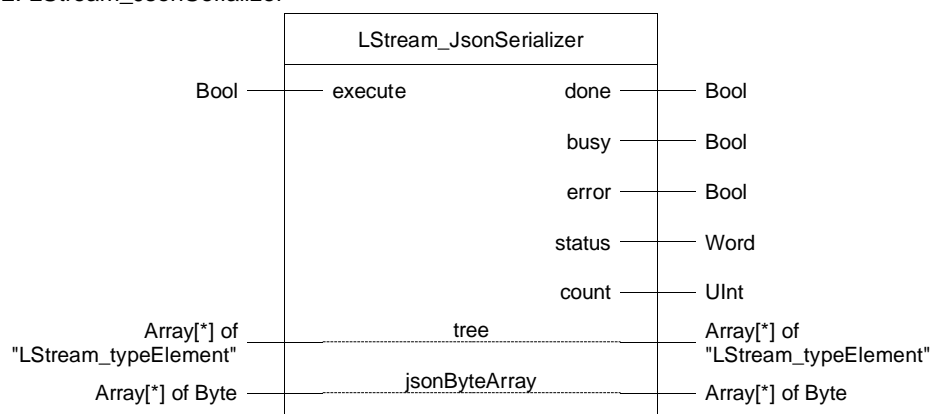 LStream_JsonSerializer
Bool execute done Bool
busy Bool
error Bool
status Word
count UInt
Array[*] of "LStream_typeElement" tree Array[*] of "LStream_typeElement"
Array[*] of Byte jsonByteArray Array[*] of Byte